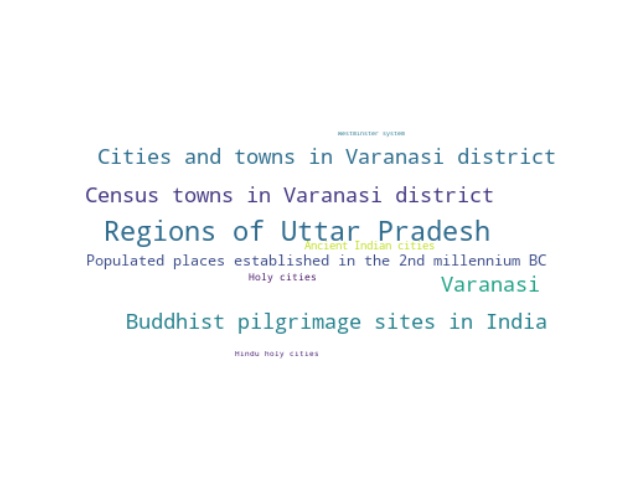 Westminster system
Cities and towns in Varanasi district
Census towns in Varanasi district
Regions of Uttar Pradesh
Ancient Indian cities
Populated places established in the 2nd millennium BC
Holy cities
Varanasi
Buddhist pilgrimage sites in India
Hindu holy cities